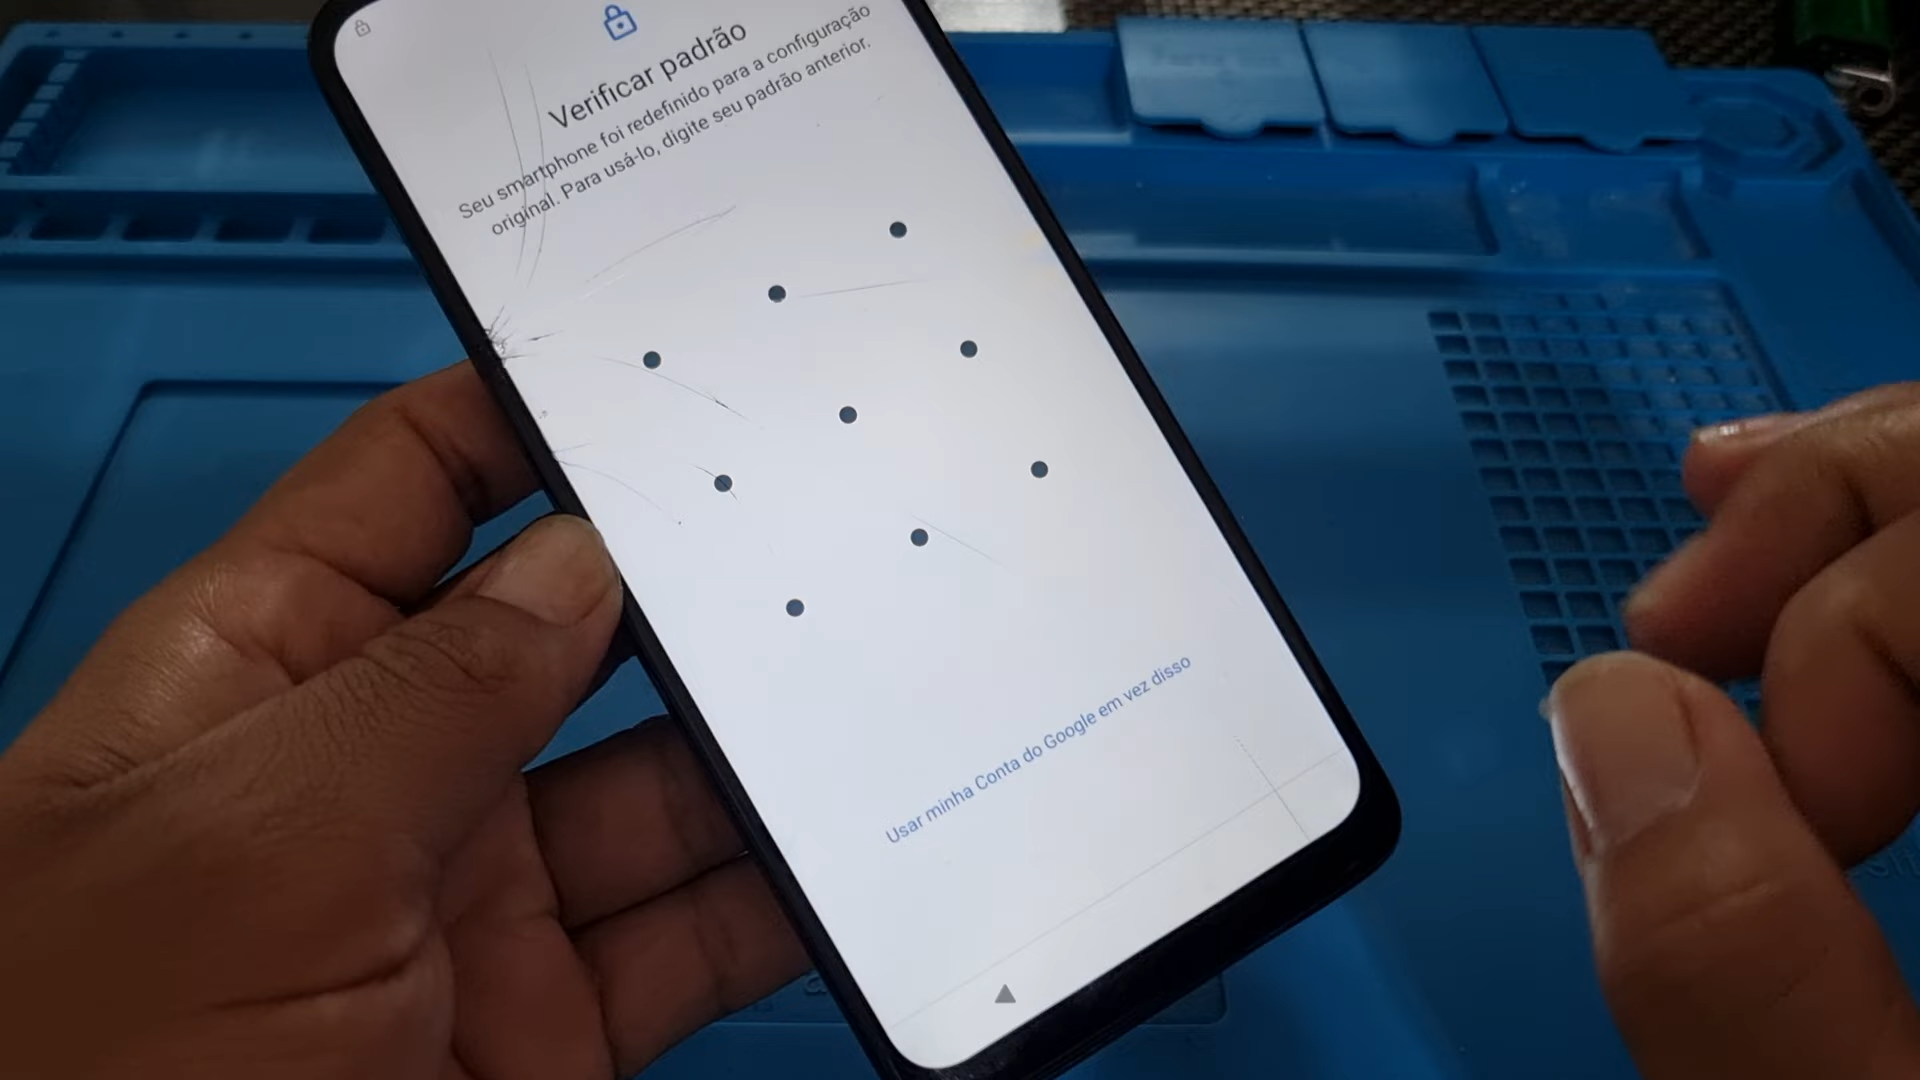 Verificar padrão
Seu smartphone foi redefinido para a configuração
original. Para usá-lo, digite seu padrão anterior.
Usar minha Conta do Google em vez disso